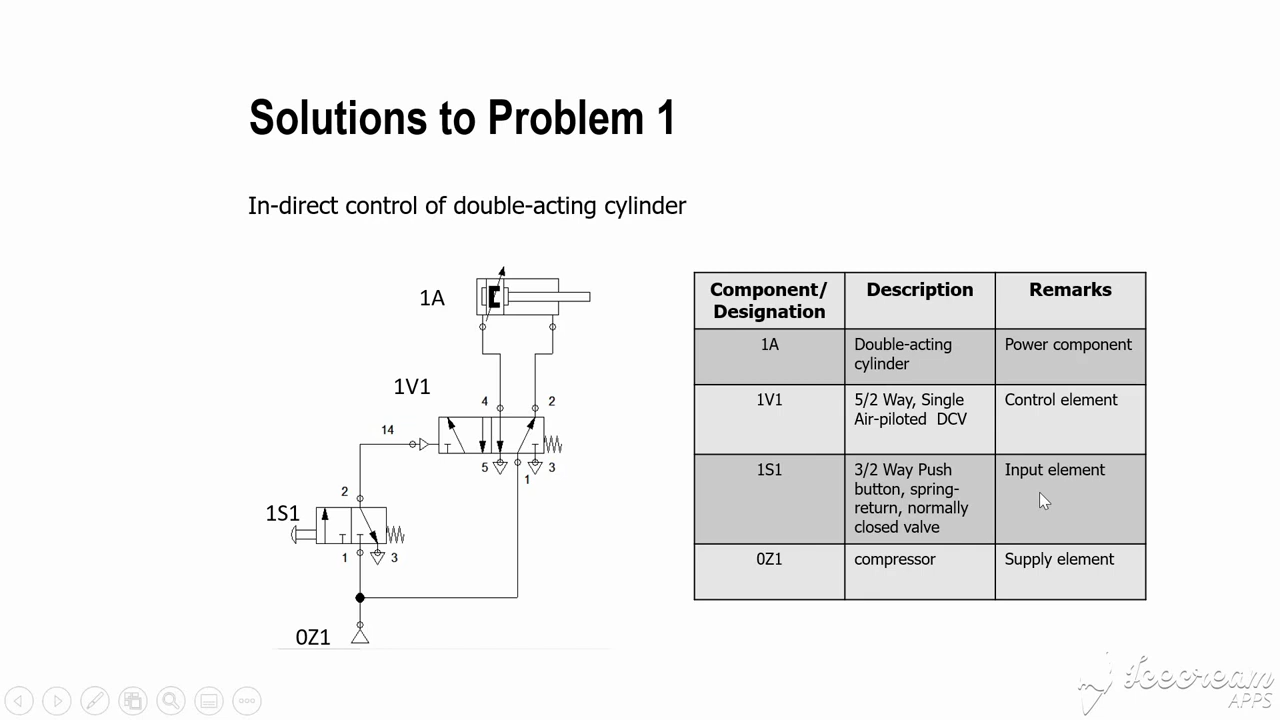 Solutions to Problem 1
In-direct control of double-acting cylinder
1A
1V1
4
2
14
5
1
3
2
1S1
1
3
0Z1
Component/
Designation
Description
Remarks
1A
Double-acting
cylinder
Power component
1V1
5/2 Way, Single
Air-piloted DCV
Control element
1S1
3/2 Way Push
button, spring-
return, normally
closed valve
Input element
0Z1
compressor
Supply element
Icecream
APPS